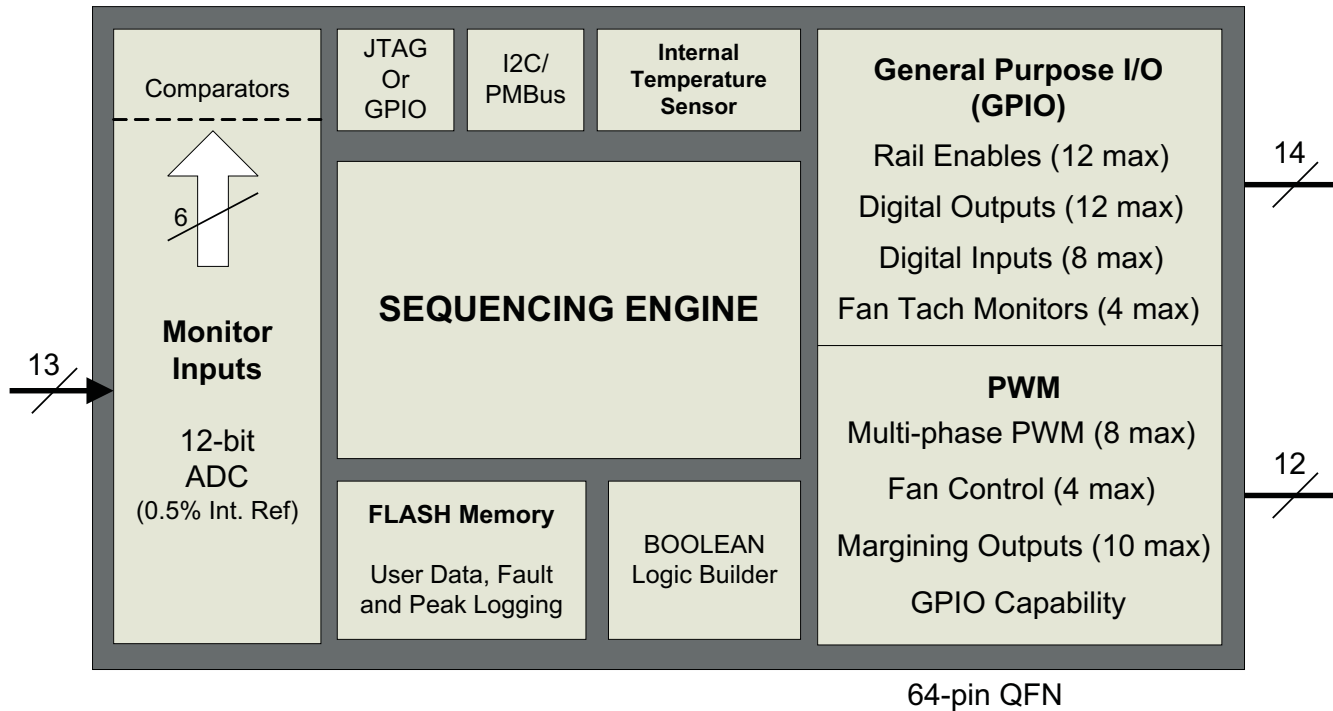 Comparators
6
Monitor
Inputs
12-bit
ADC
(0.5% Int. Ref)
13
JTAG
Or
GPIO
I2C/
PMBus
Internal
Temperature
Sensor
SEQUENCING ENGINE
FLASH Memory
User Data, Fault
and Peak Logging
BOOLEAN
Logic Builder
General Purpose I/O
(GPIO)
Rail Enables (12 max)
Digital Outputs (12 max)
Digital Inputs (8 max)
Fan Tach Monitors (4 max)
14
PWM
Multi-phase PWM (8 max)
Fan Control (4 max)
Margining Outputs (10 max)
GPIO Capability
12
64-pin QFN